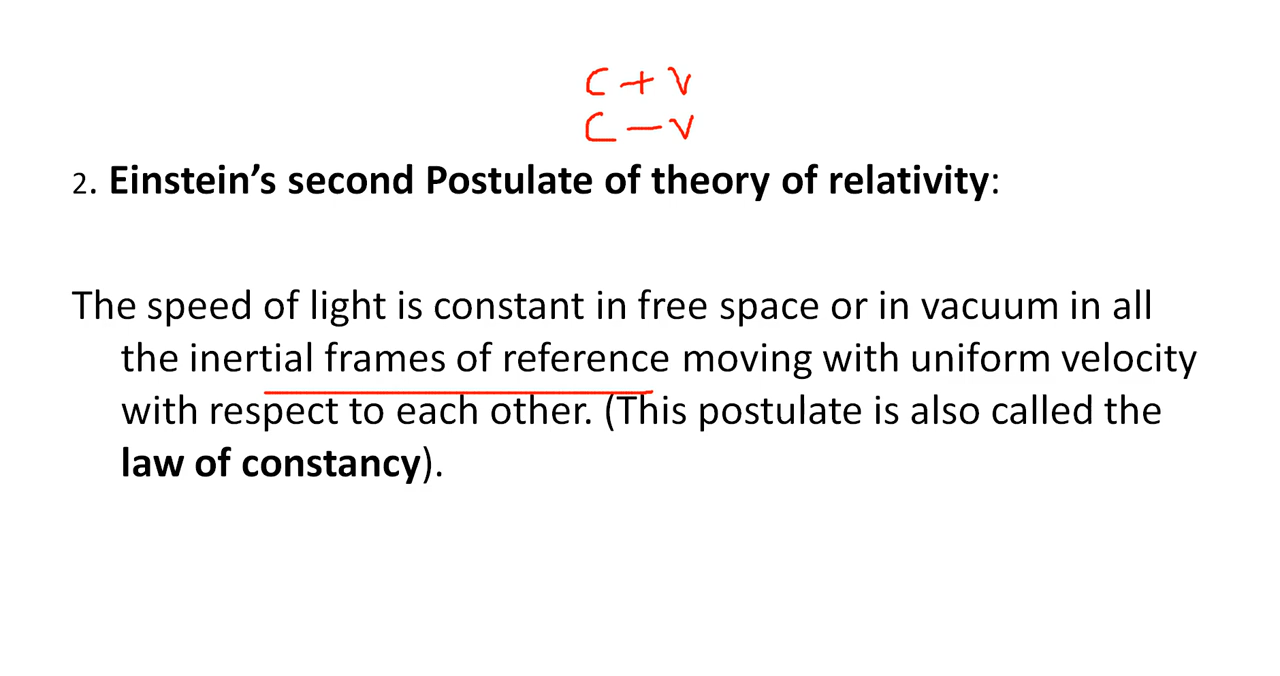 C + V
C - V
2. Einstein’s second Postulate of theory of relativity:
The speed of light is constant in free space or in vacuum in all
the inertial frames of reference moving with uniform velocity
with respect to each other. (This postulate is also called the
law of constancy).